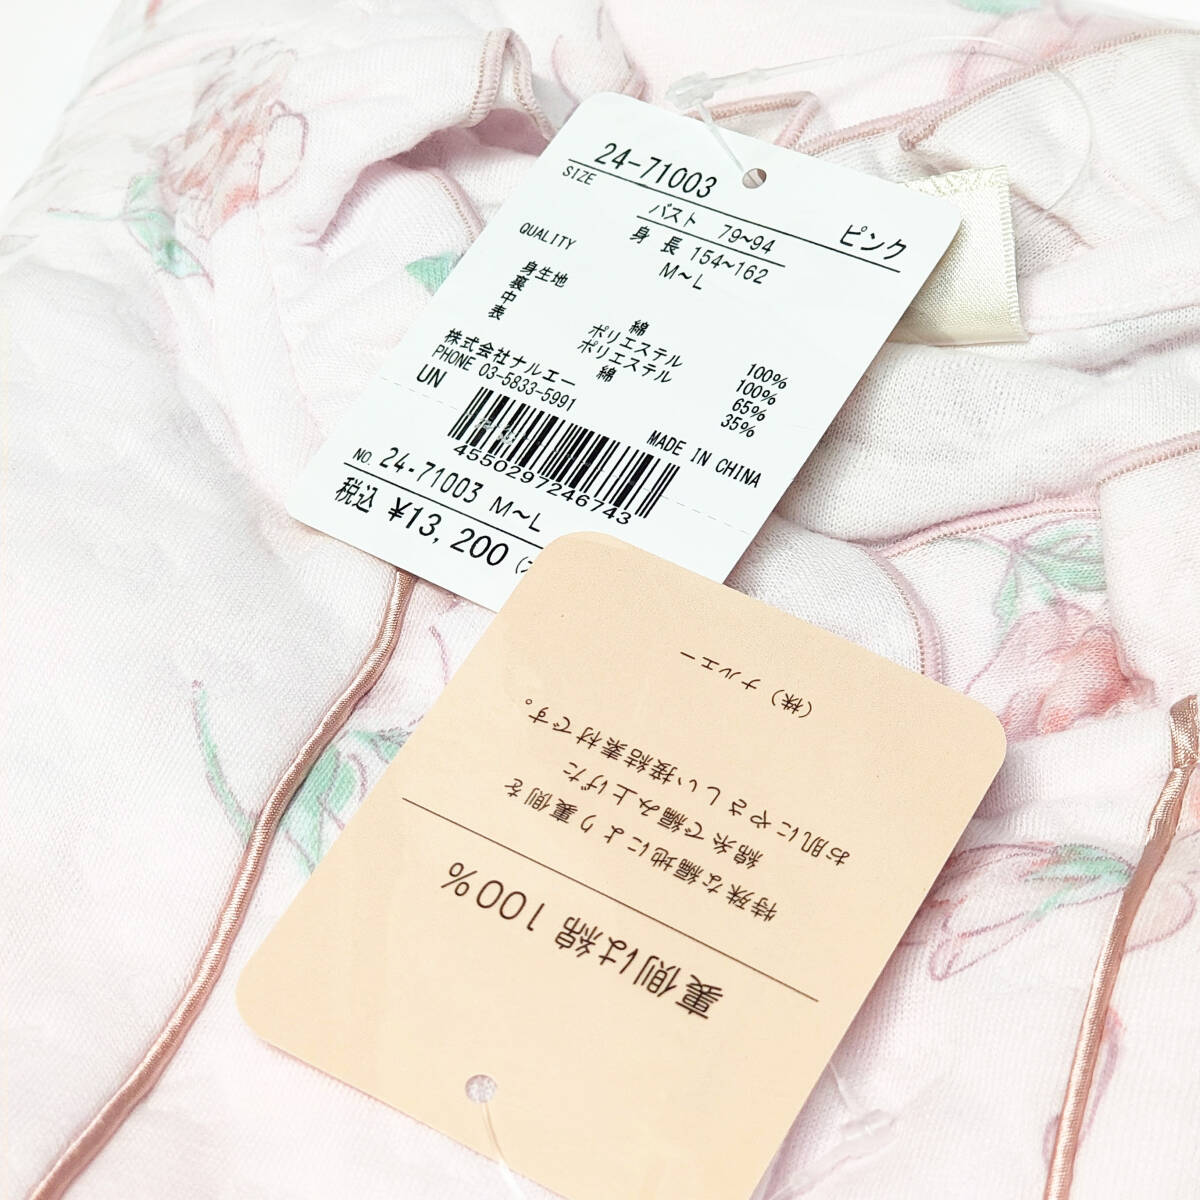 24-71003
SIZE
バスト 79~94
ピンク
身 長 154~162
M~L
QUALITY
身生地
裏 綿 100%
中 ポリエステル 100%
表 ポリエステル 65%
綿 35%
株式会社ナルエー
PHONE 03-5833-5991
UN
MADE IN CHINA
4550297246743
NO. 24-71003 M~L
税込 ¥13,200
裏側は綿100%
特殊な編地により裏側を
綿糸で編み上げた
お肌にやさしい接結素材です。
(株) ナルエー